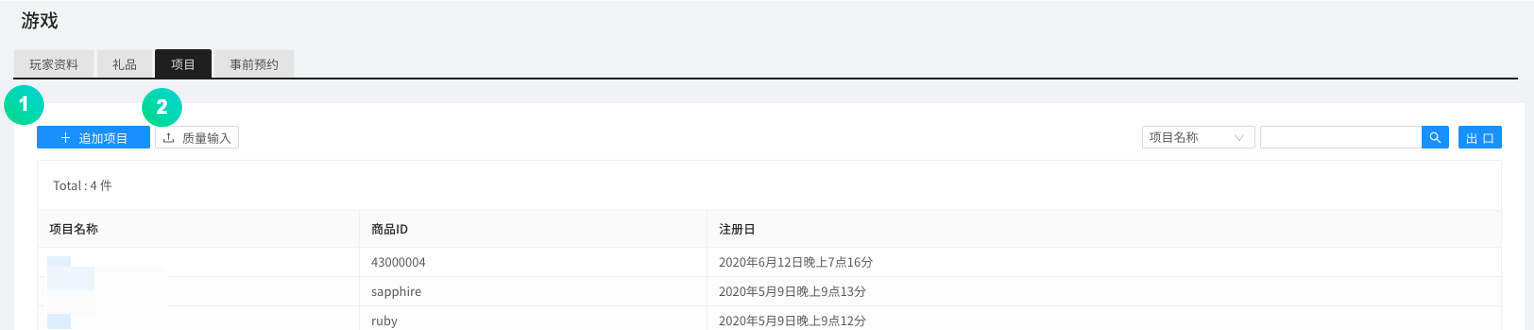 游戏
玩家资料 礼品 项目 事前预约
1 2
追加项目 质量输入 项目名称 出 口
Total : 4 件
项目名称 商品ID 注册日
43000004 2020年6月12日晚上7点16分
sapphire 2020年5月9日晚上9点13分
ruby 2020年5月9日晚上9点12分